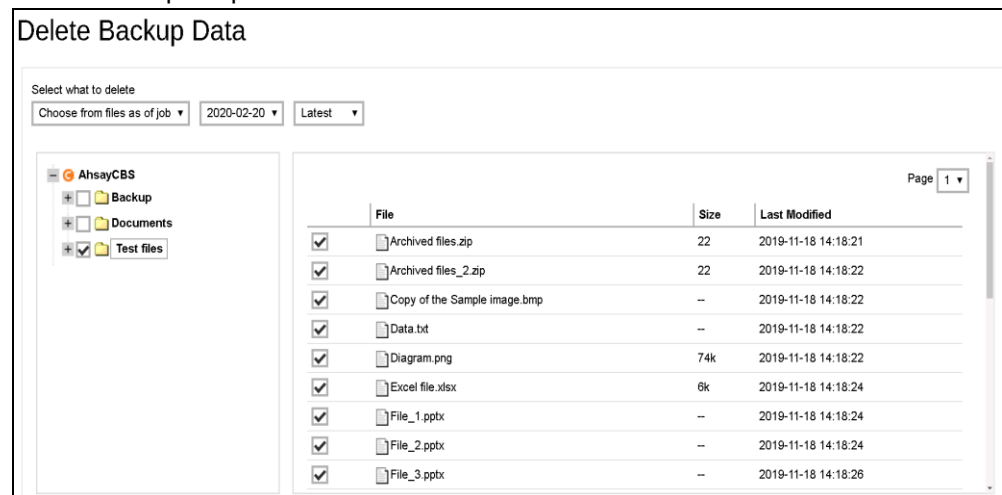 Delete Backup Data
Select what to delete
Choose from files as of job 2020-02-20 Latest
AhsayCBS
Backup
Documents
Test files
Page 1
File Size Last Modified
Archived files.zip 22 2019-11-18 14:18:21
Archived files_2.zip 22 2019-11-18 14:18:22
Copy of the Sample image.bmp -- 2019-11-18 14:18:22
Data.txt -- 2019-11-18 14:18:22
Diagram.png 74k 2019-11-18 14:18:22
Excel file.xlsx 6k 2019-11-18 14:18:24
File_1.pptx -- 2019-11-18 14:18:24
File_2.pptx -- 2019-11-18 14:18:24
File_3.pptx -- 2019-11-18 14:18:26